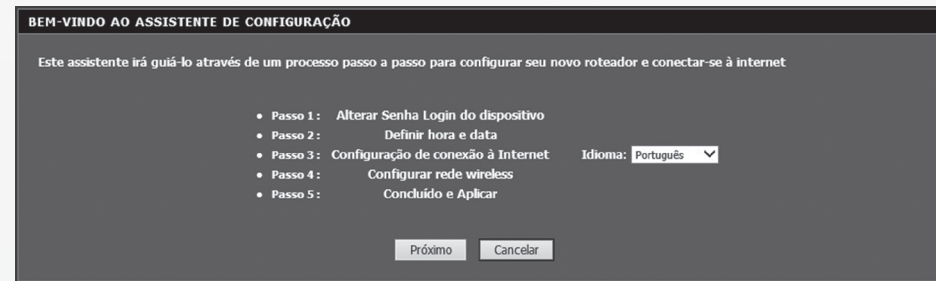 BEM-VINDO AO ASSISTENTE DE CONFIGURAÇÃO
Este assistente irá guiá-lo através de um processo passo a passo para configurar seu novo roteador e conectar-se à internet
• Passo 1 : Alterar Senha Login do dispositivo
• Passo 2 : Definir hora e data
• Passo 3 : Configuração de conexão à Internet Idioma: Português
• Passo 4 : Configurar rede wireless
• Passo 5 : Concluído e Aplicar
Próximo Cancelar